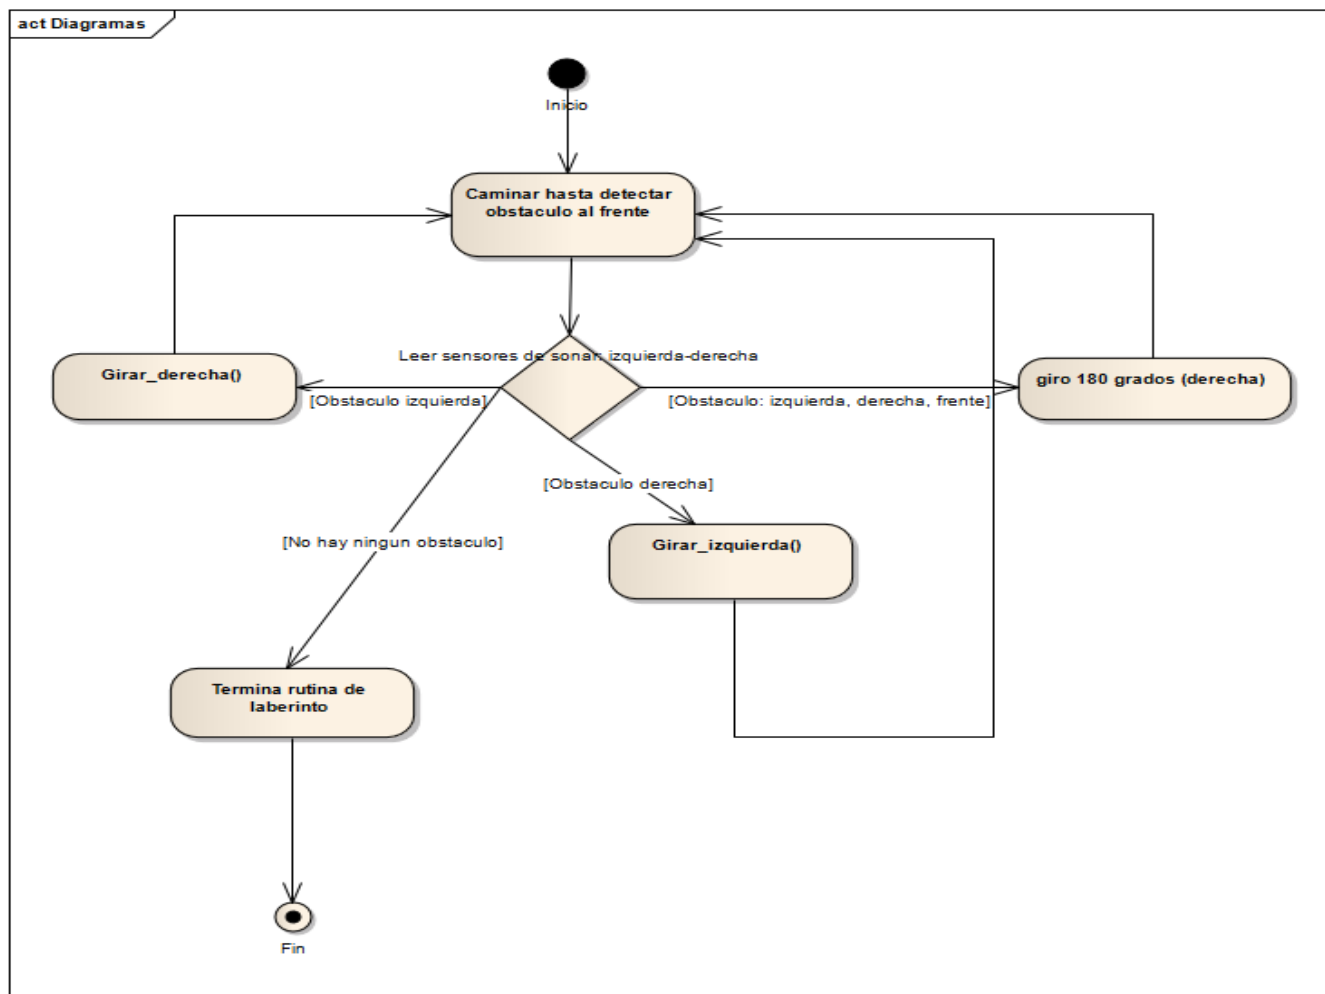 act Diagramas
Inicio
Caminar hasta detectar
obstaculo al frente
Leer sensores de sonar: izquierda-derecha
Girar_derecha()
giro 180 grados (derecha)
[Obstaculo izquierda]
[Obstaculo: izquierda, derecha, frente]
[Obstaculo derecha]
[No hay ningun obstaculo]
Girar_izquierda()
Termina rutina de
laberinto
Fin